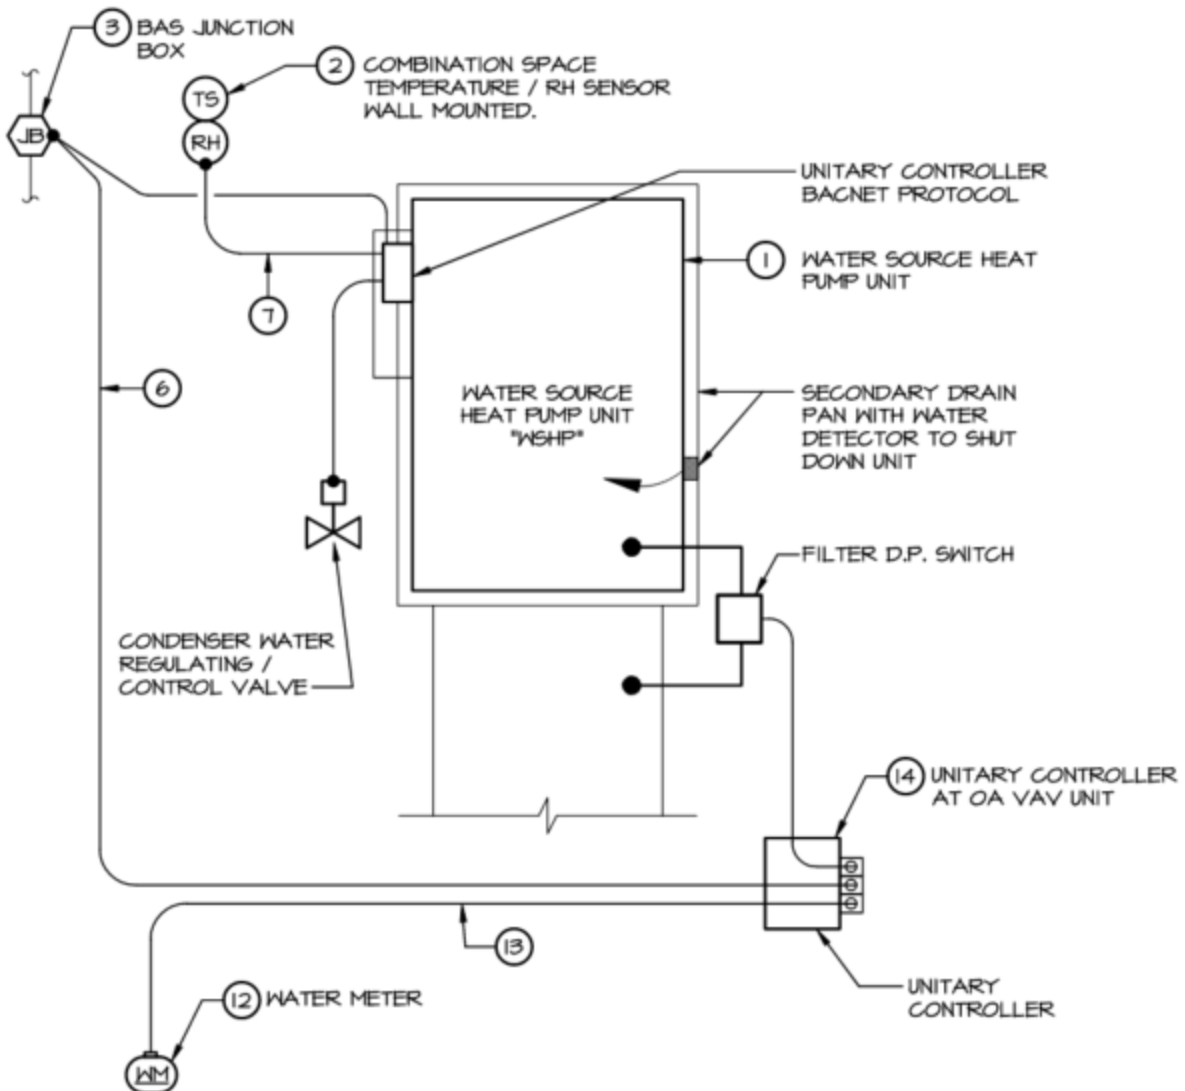 3 BAS JUNCTION
BOX
2 COMBINATION SPACE
TEMPERATURE / RH SENSOR
WALL MOUNTED.
TS
JB
RH
UNITARY CONTROLLER
BACNET PROTOCOL
1 WATER SOURCE HEAT
PUMP UNIT
7
6
WATER SOURCE
HEAT PUMP UNIT
"WSHP"
SECONDARY DRAIN
PAN WITH WATER
DETECTOR TO SHUT
DOWN UNIT
FILTER D.P. SWITCH
CONDENSER WATER
REGULATING /
CONTROL VALVE
14 UNITARY CONTROLLER
AT OA VAV UNIT
13
UNITARY
CONTROLLER
12 WATER METER
WM